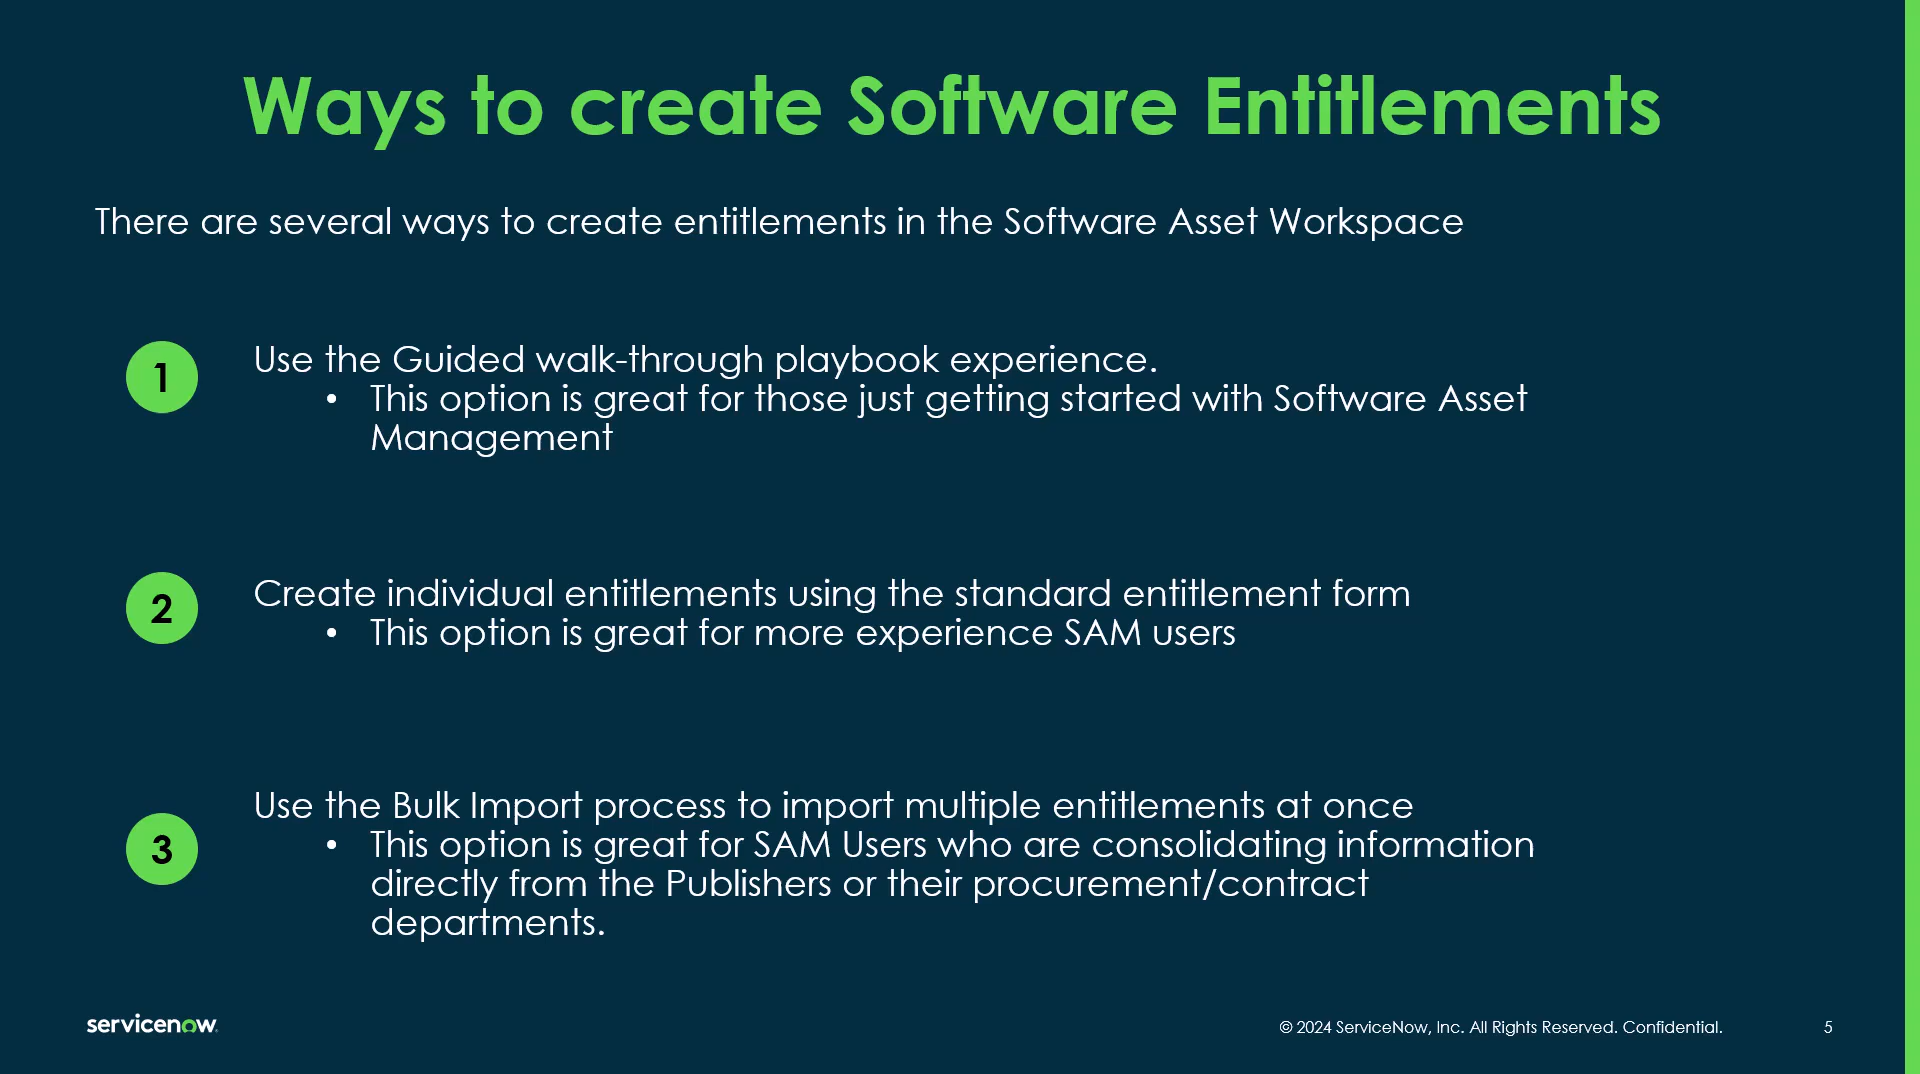 Ways to create Software Entitlements
There are several ways to create entitlements in the Software Asset Workspace
1
Use the Guided walk-through playbook experience.
• This option is great for those just getting started with Software Asset
Management
2
Create individual entitlements using the standard entitlement form
• This option is great for more experience SAM users
3
Use the Bulk Import process to import multiple entitlements at once
• This option is great for SAM Users who are consolidating information
directly from the Publishers or their procurement/contract
departments.
servicenow
© 2024 ServiceNow, Inc. All Rights Reserved. Confidential.
5